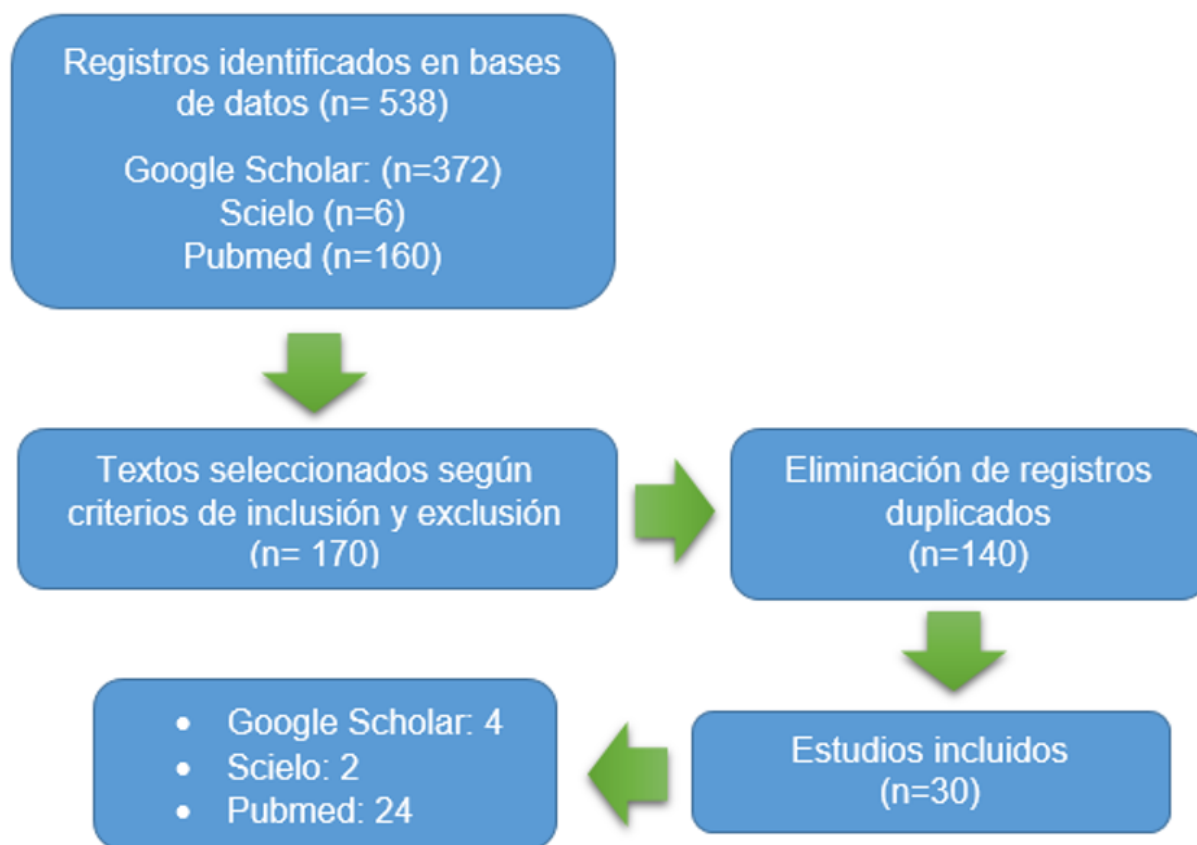 Registros identificados en bases
de datos (n= 538)
Google Scholar: (n=372)
Scielo (n=6)
Pubmed (n=160)
Textos seleccionados según
criterios de inclusión y exclusión
(n= 170)
Eliminación de registros
duplicados
(n=140)
Estudios incluidos
(n=30)
• Google Scholar: 4
• Scielo: 2
• Pubmed: 24